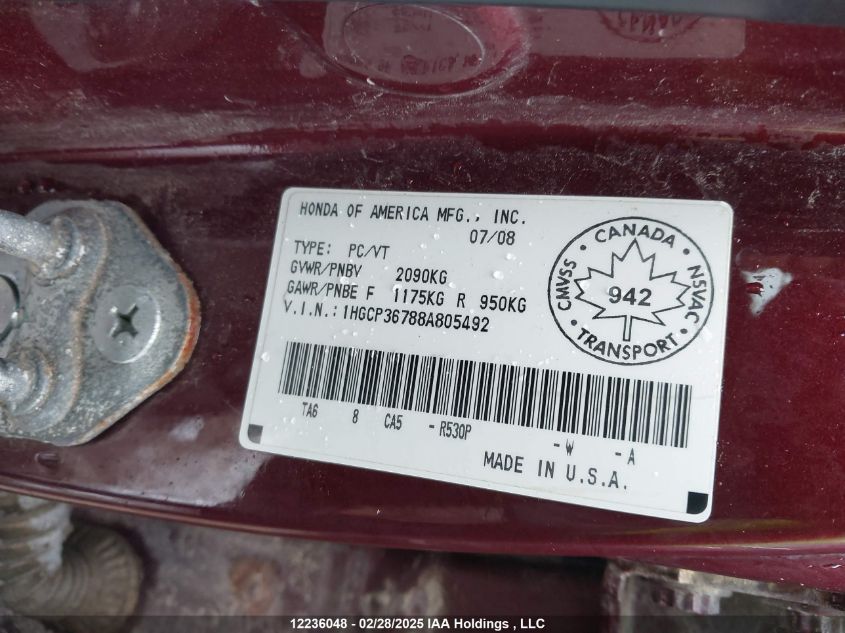 HONDA OF AMERICA MFG., INC.
07/08
TYPE: PC/VT
GVWR/PNBV 2090KG
GAWR/PNBE F 1175KG R 950KG
V.I.N.:1HGCP36788A805492
CANADA
CMVSS
942
NSVAC
TRANSPORT
TA6 8 CA5 - R530P -W -A
MADE IN U.S.A.
12236048 - 02/28/2025 IAA Holdings , LLC